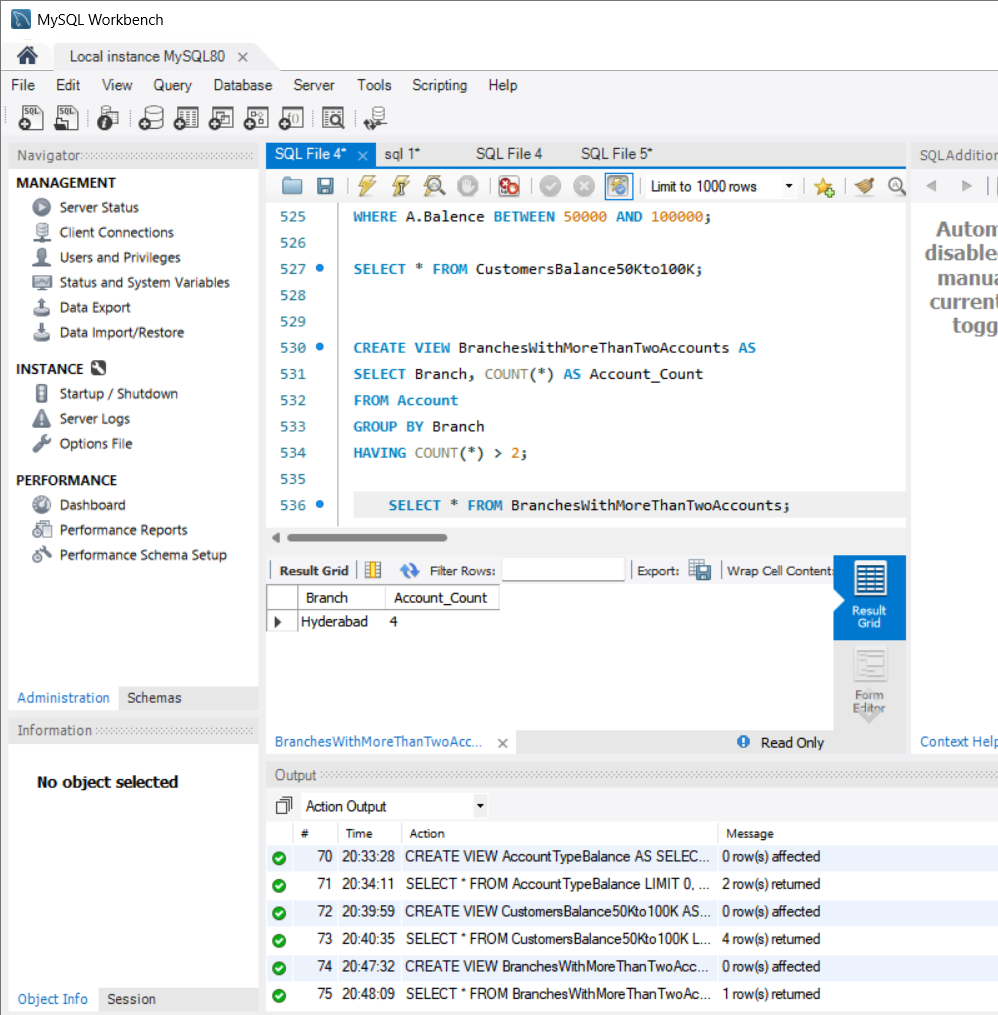 MySQL Workbench
Local instance MySQL80
File Edit View Query Database Server Tools Scripting Help
Navigator
MANAGEMENT
Server Status
Client Connections
Users and Privileges
Status and System Variables
Data Export
Data Import/Restore
INSTANCE
Startup / Shutdown
Server Logs
Options File
PERFORMANCE
Dashboard
Performance Reports
Performance Schema Setup
Administration Schemas
Information
No object selected
Object Info Session
SQL File 4* sql 1* SQL File 4 SQL File 5*
Limit to 1000 rows
525 WHERE A.Balence BETWEEN 50000 AND 100000;
526
527 SELECT * FROM CustomersBalance50Kto100K;
528
529
530 CREATE VIEW BranchesWithMoreThanTwoAccounts AS
531 SELECT Branch, COUNT(*) AS Account_Count
532 FROM Account
533 GROUP BY Branch
534 HAVING COUNT(*) > 2;
535
536 SELECT * FROM BranchesWithMoreThanTwoAccounts;
Result Grid Filter Rows: Export: Wrap Cell Content:
Branch Account_Count
Hyderabad 4
Result
Grid
Form
Editor
BranchesWithMoreThanTwoAcc... Read Only
Output
Action Output
# Time Action Message
70 20:33:28 CREATE VIEW AccountTypeBalance AS SELEC... 0 row(s) affected
71 20:34:11 SELECT * FROM AccountTypeBalance LIMIT 0, ... 2 row(s) returned
72 20:39:59 CREATE VIEW CustomersBalance50Kto100K AS... 0 row(s) affected
73 20:40:35 SELECT * FROM CustomersBalance50Kto100K L... 4 row(s) returned
74 20:47:32 CREATE VIEW BranchesWithMoreThanTwoAcc... 0 row(s) affected
75 20:48:09 SELECT * FROM BranchesWithMoreThanTwoAc... 1 row(s) returned
SQLAddition
Autom
disable
manua
current
togg
Context Help